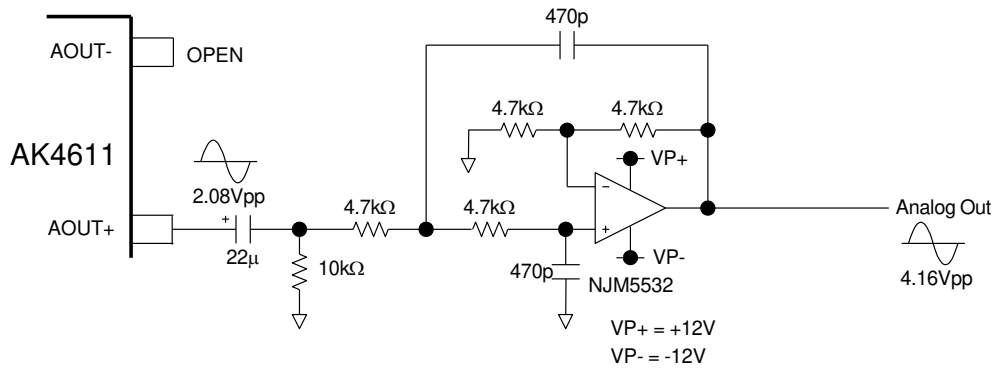 470p
AOUT-
OPEN
4.7kΩ
4.7kΩ
AK4611
VP+
2.08Vpp
4.7kΩ
4.7kΩ
Analog Out
AOUT+
22μ
10kΩ
470p
VP-
NJM5532
4.16Vpp
VP+ = +12V
VP- = -12V